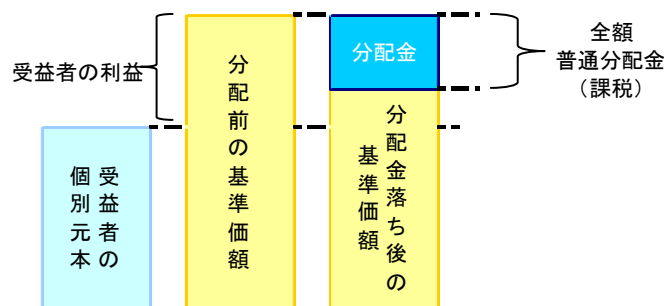 受益者の利益
受益者の
個別元本
分配前の基準価額
分配金
分配金落ち後の
基準価額
全額
普通分配金
（課税）